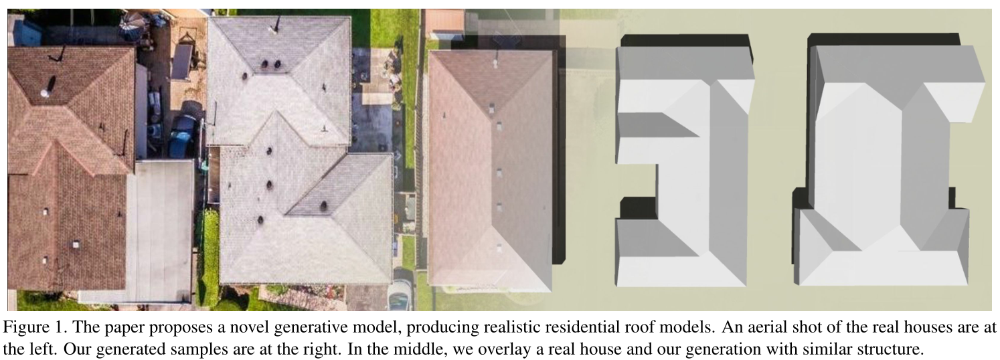 Figure 1. The paper proposes a novel generative model, producing realistic residential roof models. An aerial shot of the real houses are at
the left. Our generated samples are at the right. In the middle, we overlay a real house and our generation with similar structure.